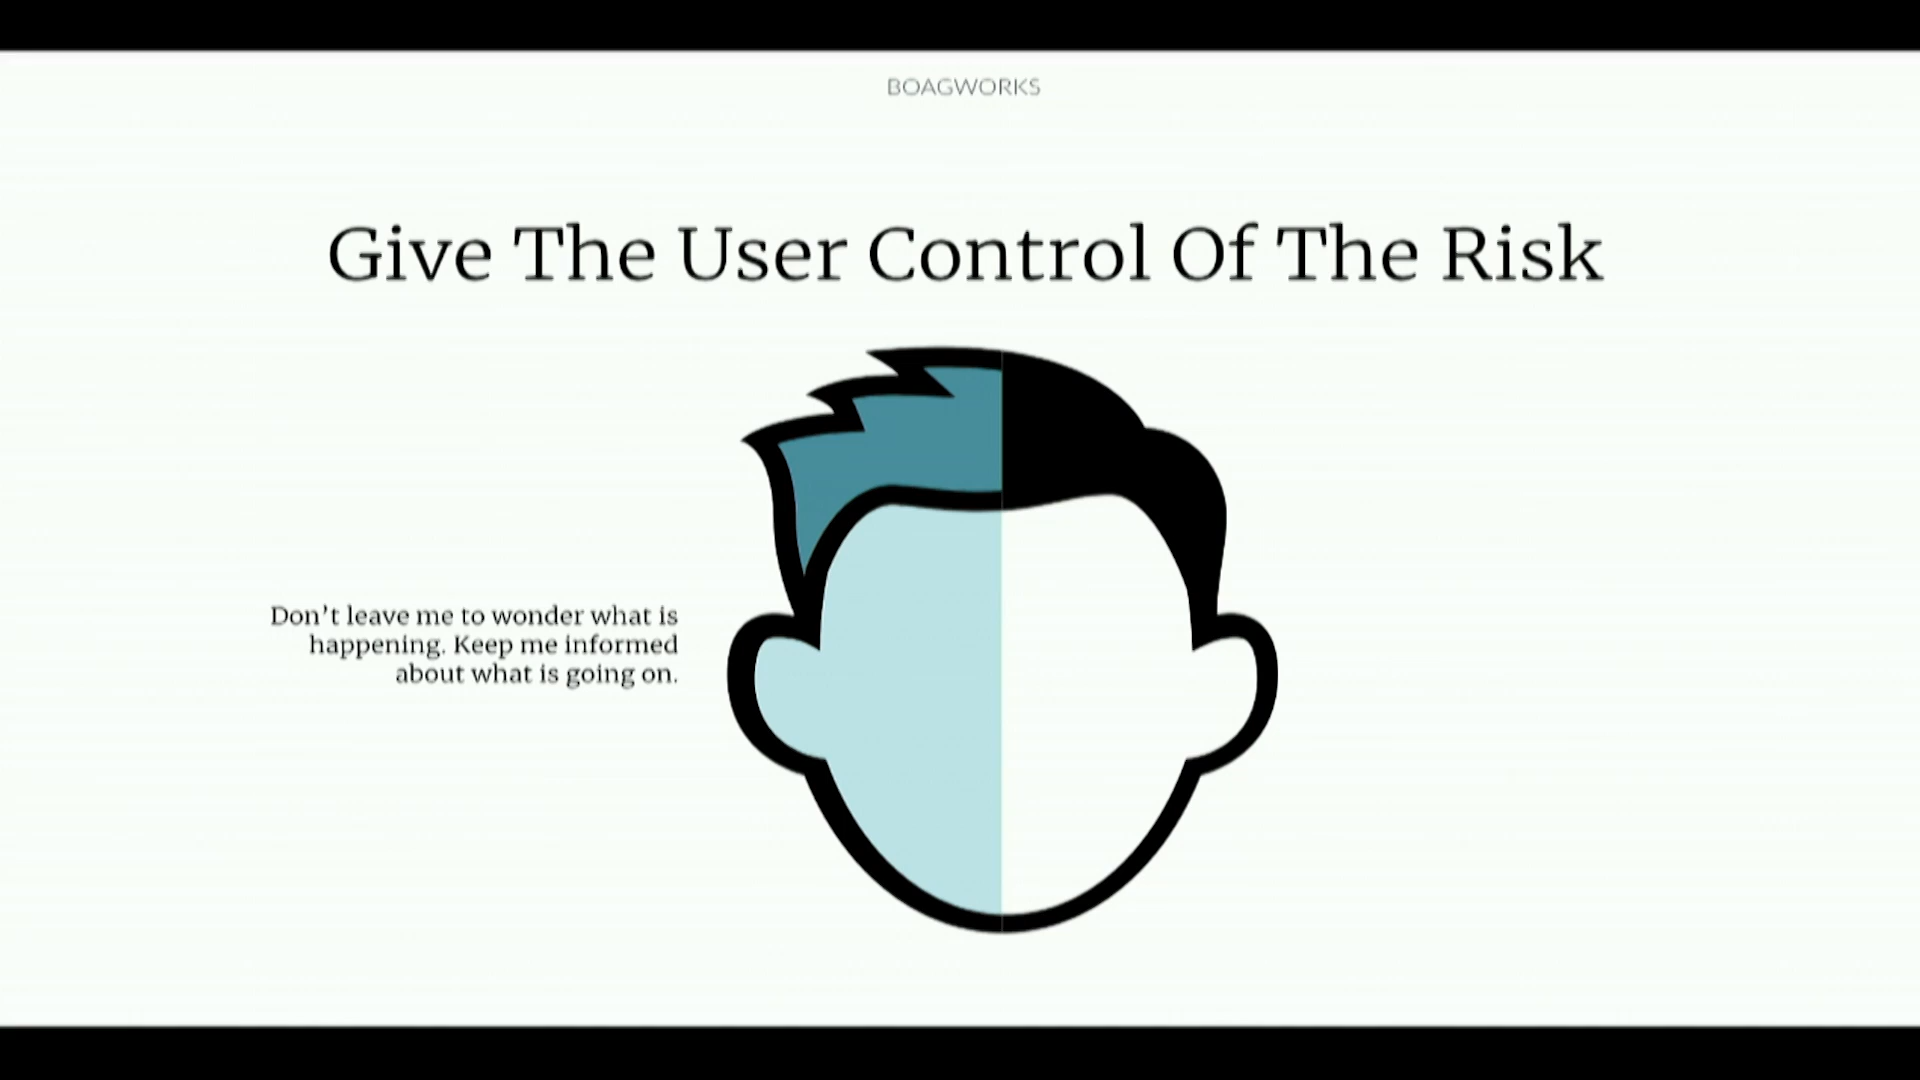 BOAGWORKS
Give The User Control Of The Risk
Don’t leave me to wonder what is
happening. Keep me informed
about what is going on.